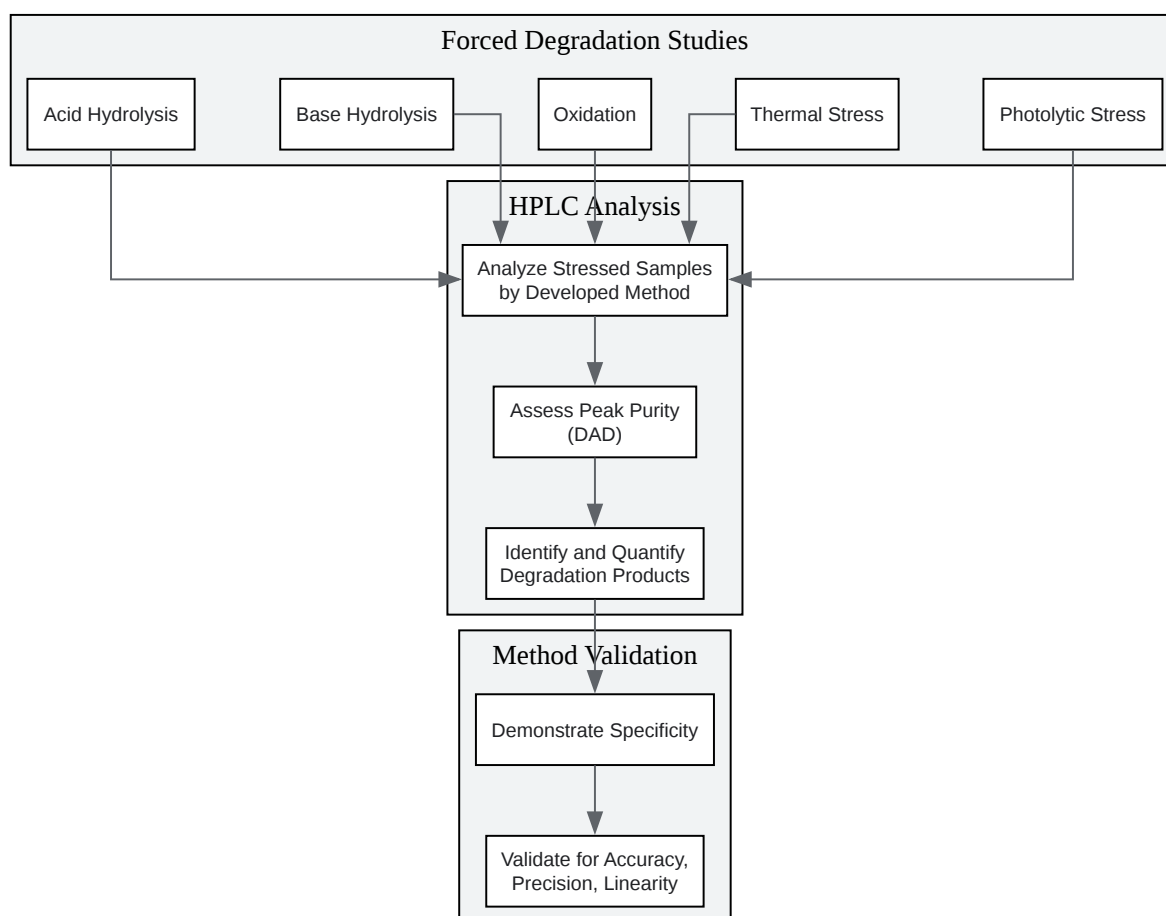 Forced Degradation Studies
Acid Hydrolysis
Base Hydrolysis
Oxidation
Thermal Stress
Photolytic Stress
HPLC Analysis
Analyze Stressed Samples
by Developed Method
Assess Peak Purity
(DAD)
Identify and Quantify
Degradation Products
Method Validation
Demonstrate Specificity
Validate for Accuracy,
Precision, Linearity